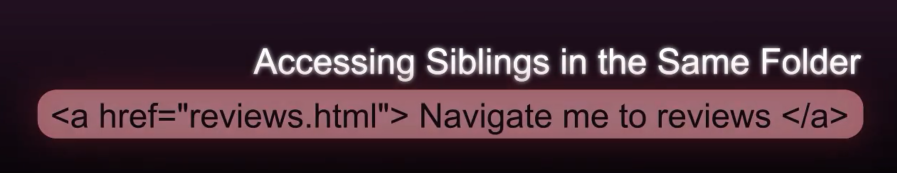 Accessing Siblings in the Same Folder
<a href="reviews.html"> Navigate me to reviews </a>